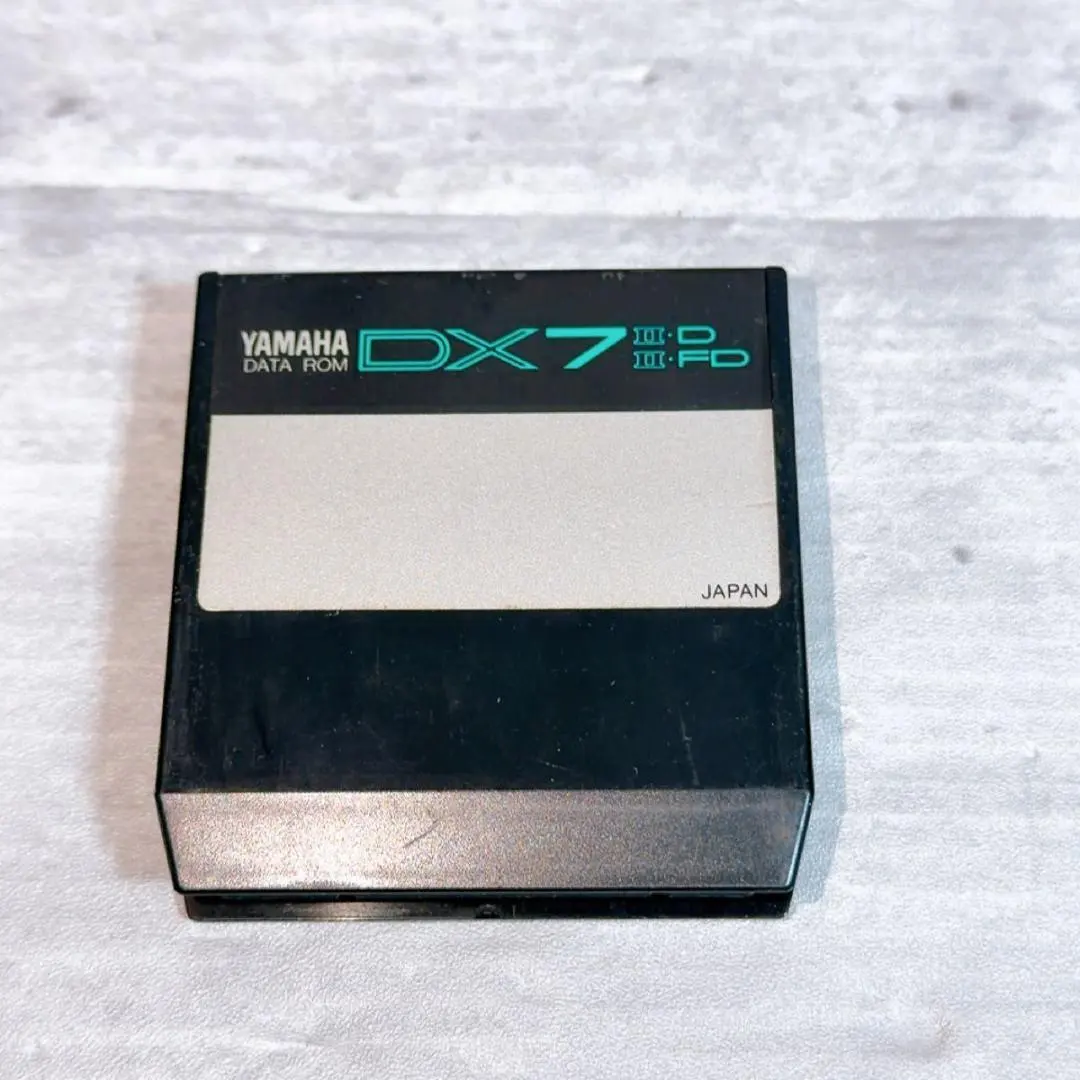 YAMAHA DX7 II·D
DATA ROM II·FD
JAPAN